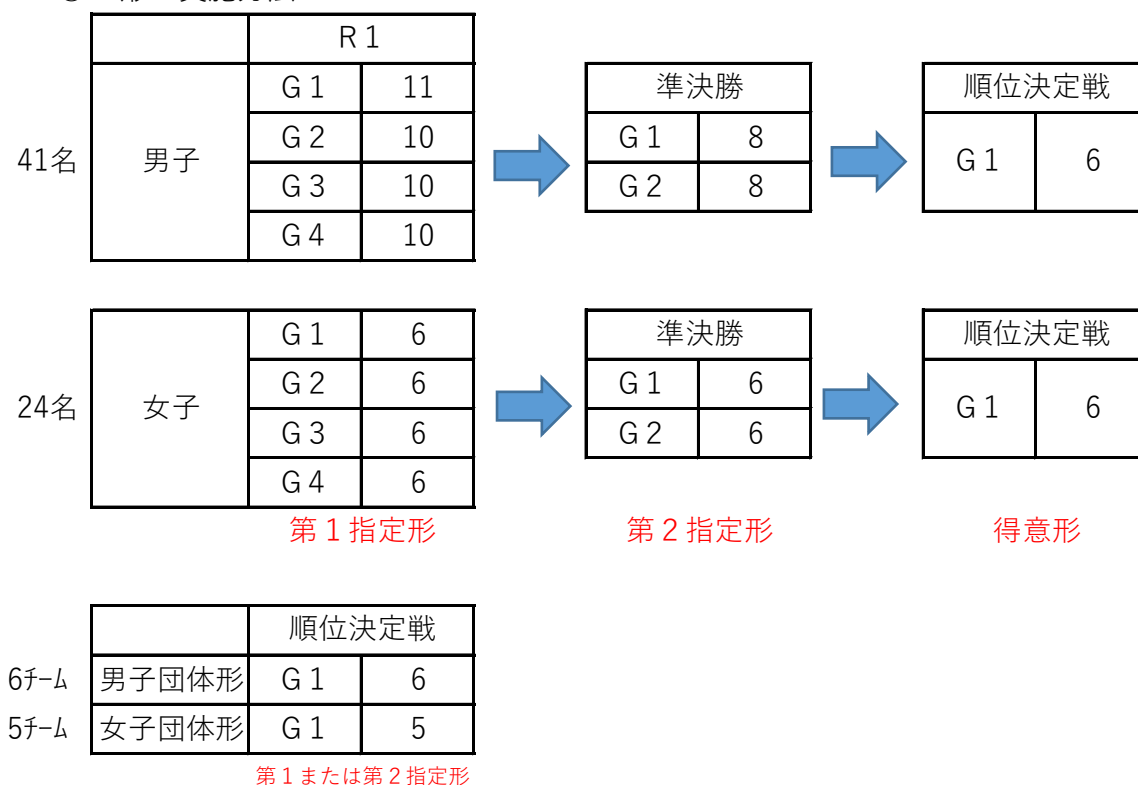 R1
G1 11
準決勝
順位決定戦
41名 男子
G2 10
G1 8
G1 6
G3 10
G2 8
G4 10
G1 6
準決勝
順位決定戦
24名 女子
G2 6
G1 6
G1 6
G3 6
G2 6
G4 6
第1指定形
第2指定形
得意形
順位決定戦
6ﾁｰﾑ 男子団体形 G1 6
5ﾁｰﾑ 女子団体形 G1 5
第1または第2指定形